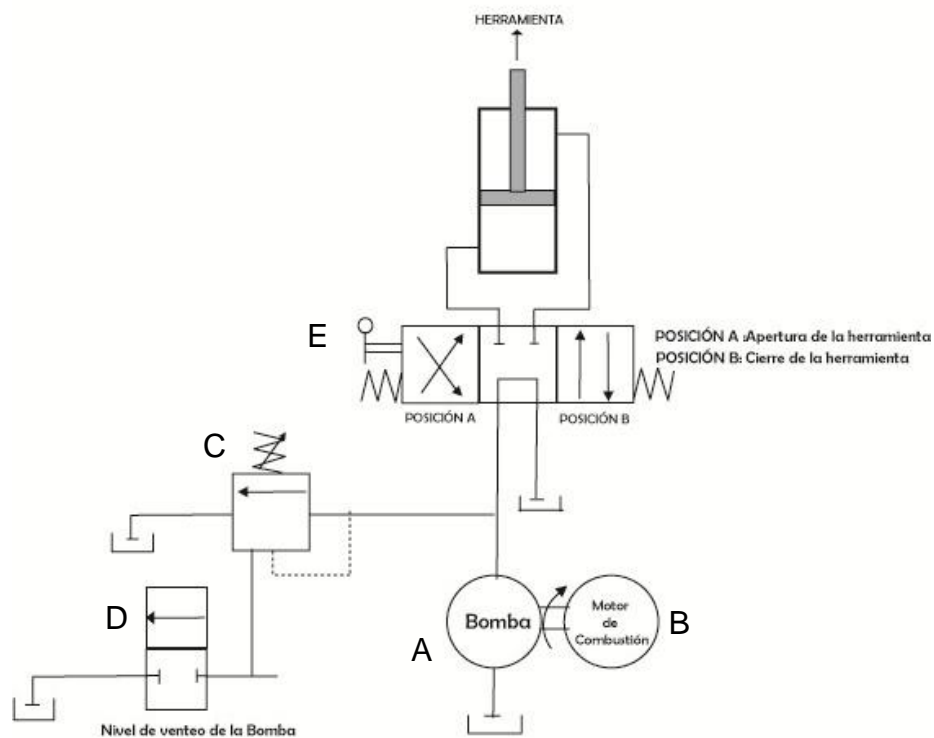 HERRAMIENTA
E
POSICIÓN A :Apertura de la herramienta
POSICIÓN B: Cierre de la herramienta
POSICIÓN A
POSICIÓN B
C
D
Bomba
Motor
de
Combustión
B
A
Nivel de venteo de la Bomba